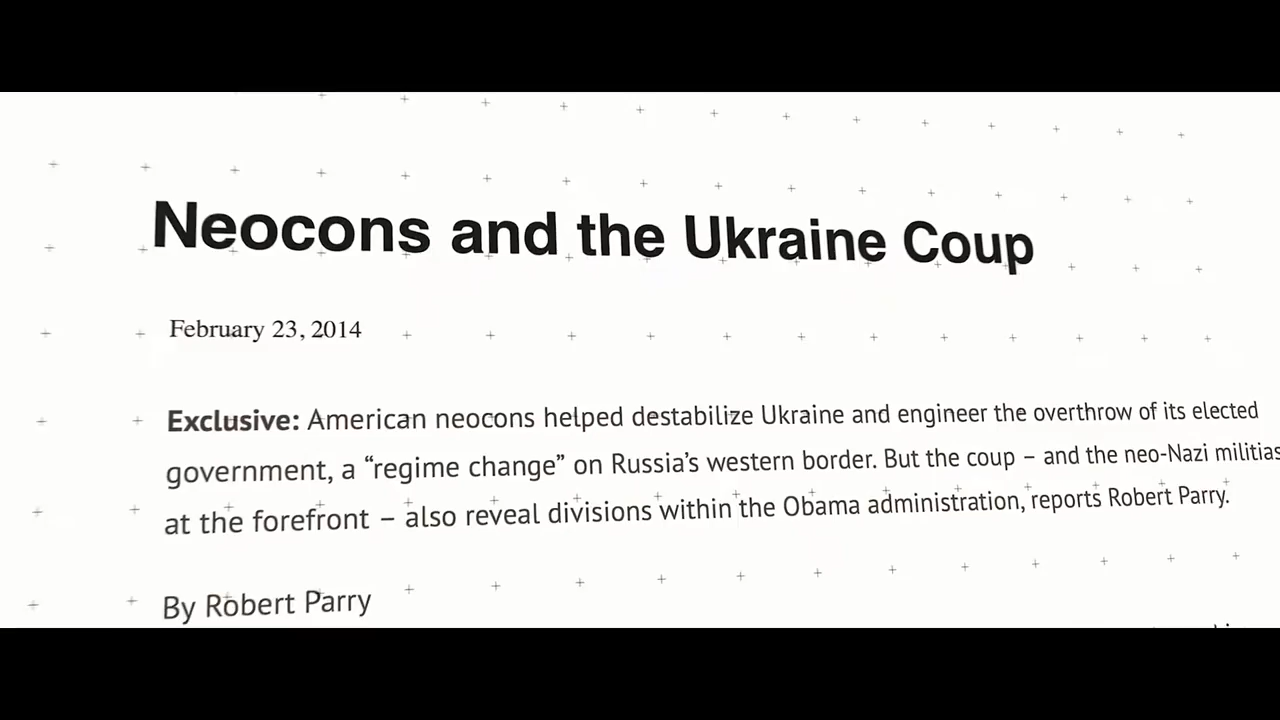 Neocons and the Ukraine Coup
February 23, 2014
Exclusive: American neocons helped destabilize Ukraine and engineer the overthrow of its elected
government, a “regime change” on Russia’s western border. But the coup – and the neo-Nazi militias
at the forefront – also reveal divisions within the Obama administration, reports Robert Parry.
By Robert Parry